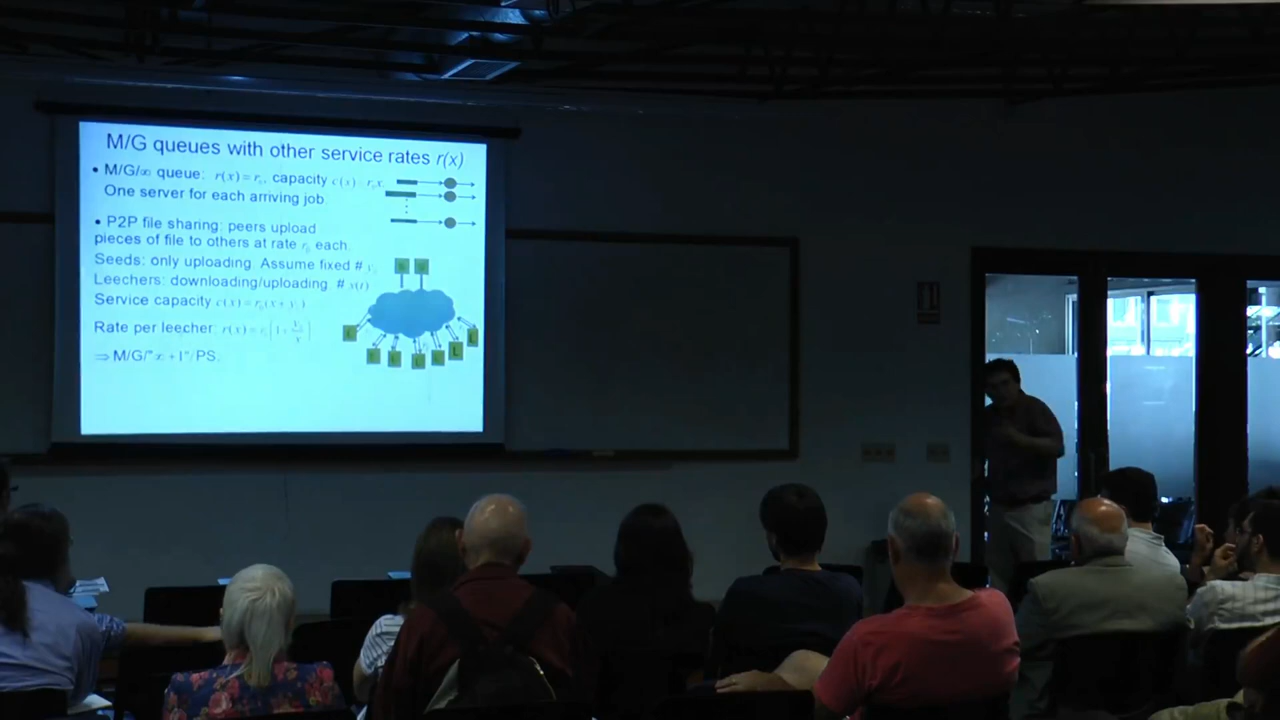 M/G queues with other service rates r(x)
• M/G/∞ queue: r(x) = r₀, capacity c(x) = r₀x.
One server for each arriving job.
• P2P file sharing: peers upload
pieces of file to others at rate r₀ each.
Seeds: only uploading. Assume fixed #
Leechers: downloading/uploading. # x(t)
Service capacity
Rate per leecher:
⇒ M/G/"∞ + 1"/PS.
L
L
L
L
L
L
L